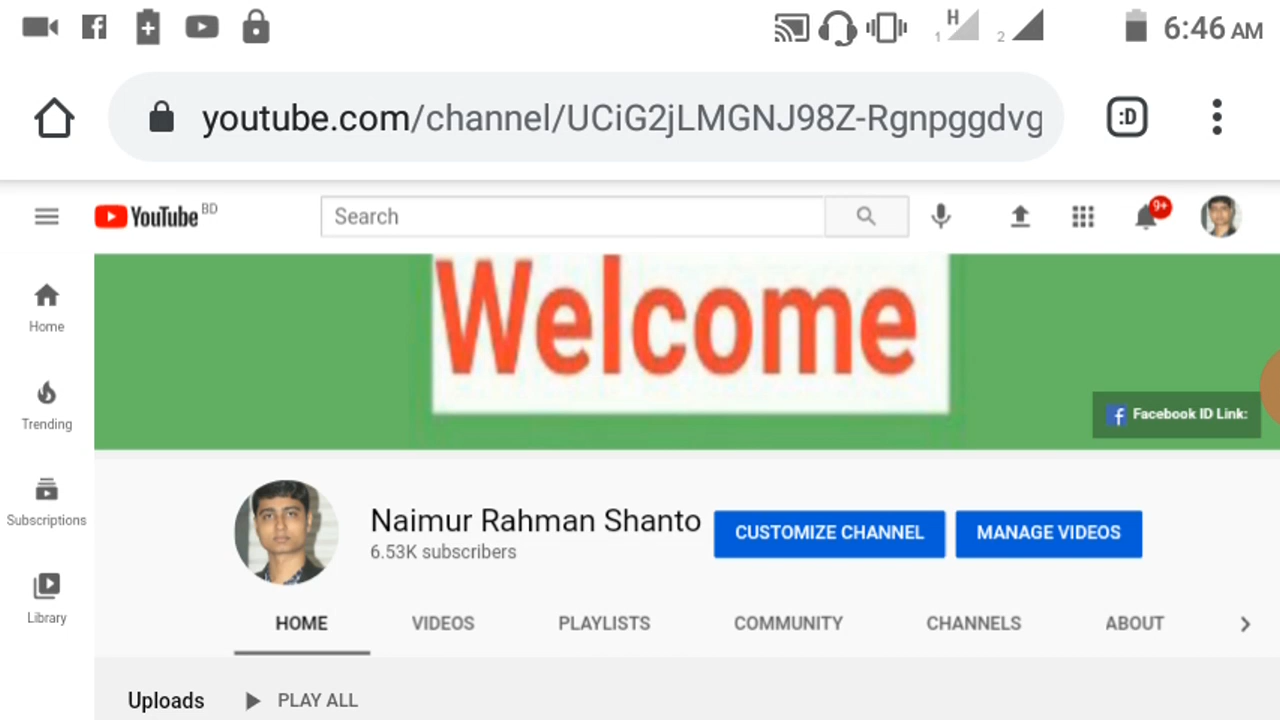 H
1
2
6:46 AM
youtube.com/channel/UCiG2jLMGNJ98Z-Rgnpggdvg
:D
YouTube BD
Search
9+
Home
Trending
Subscriptions
Library
Welcome
Facebook ID Link:
Naimur Rahman Shanto
6.53K subscribers
CUSTOMIZE CHANNEL
MANAGE VIDEOS
HOME VIDEOS PLAYLISTS COMMUNITY CHANNELS ABOUT
Uploads PLAY ALL